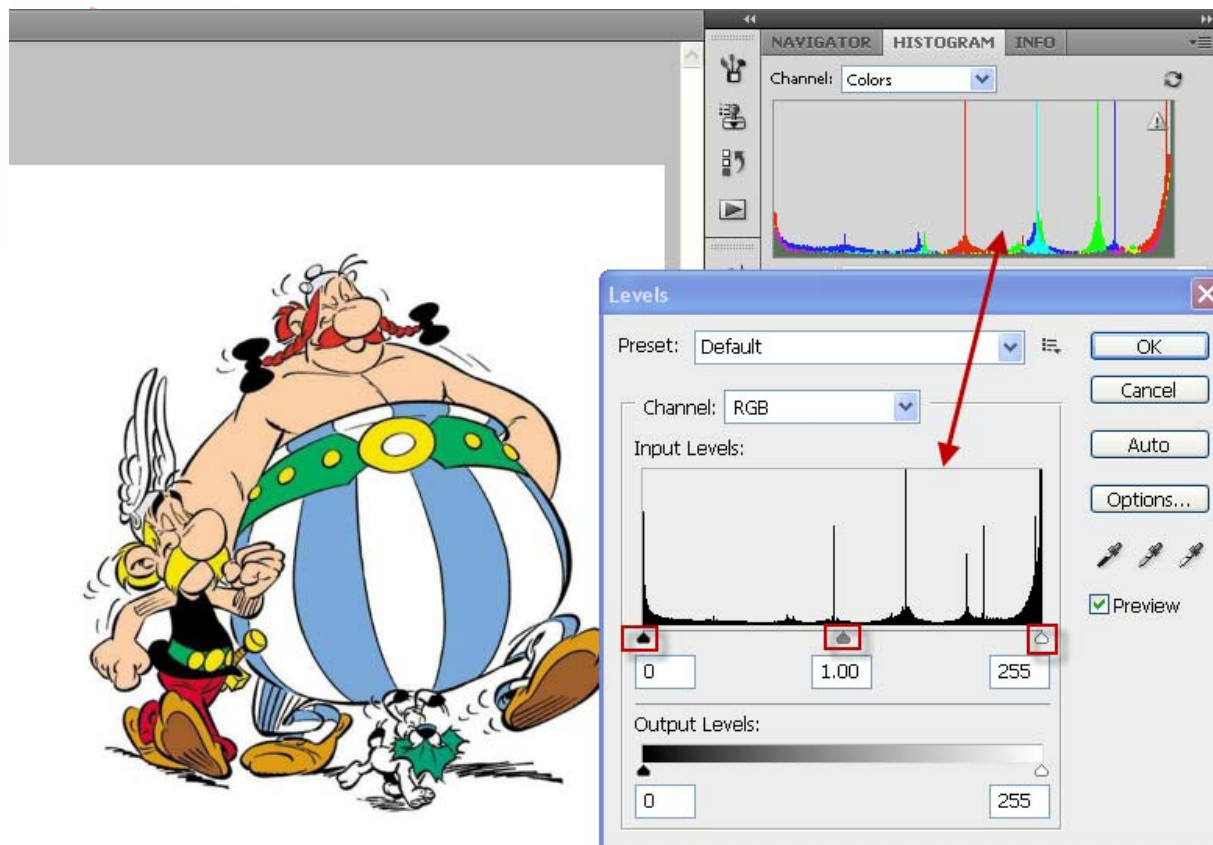 NAVIGATOR HISTOGRAM INFO
Channel: Colors
Levels
Preset: Default
OK
Channel: RGB
Cancel
Input Levels:
Auto
Options...
Preview
0 1.00 255
Output Levels:
0 255